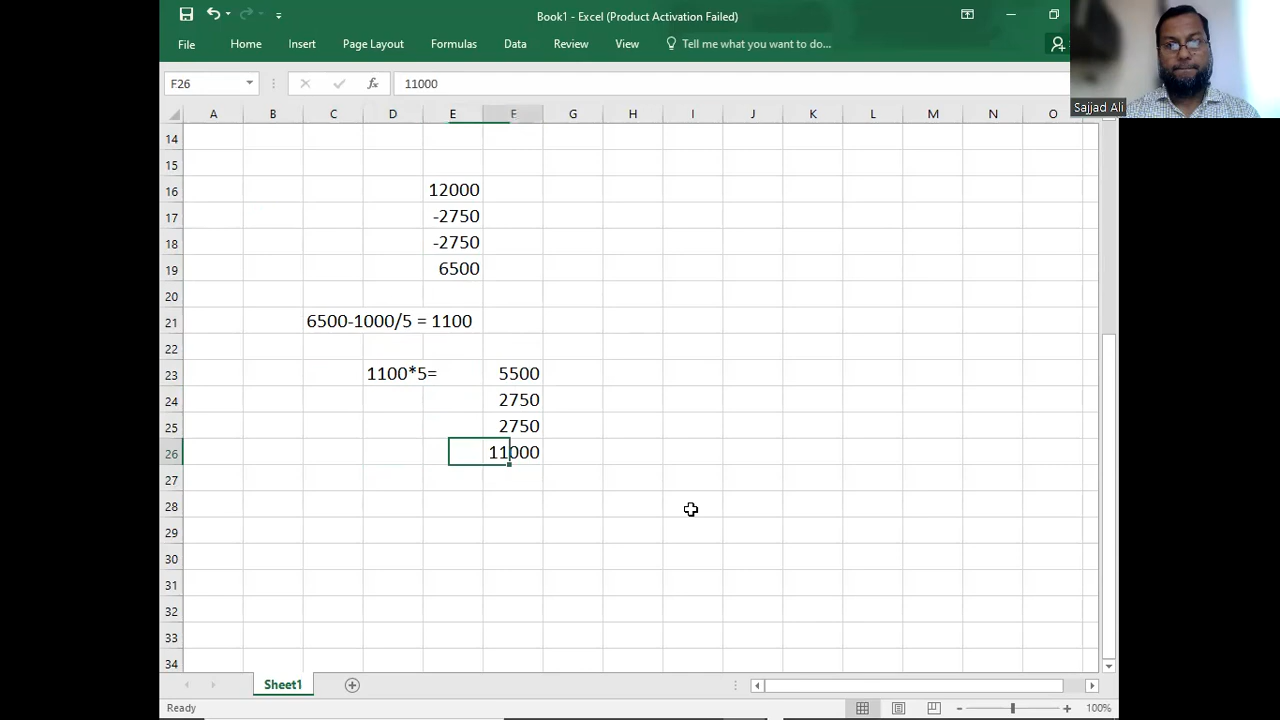 Book1 - Excel (Product Activation Failed)
File Home Insert Page Layout Formulas Data Review View Tell me what you want to do...
F26 fx 11000
Sajjad Ali
A B C D E F G H I J K L M N O
14
15
16 12000
17 -2750
18 -2750
19 6500
20
21 6500-1000/5 = 1100
22
23 1100*5= 5500
24 2750
25 2750
26 11000
27
28
29
30
31
32
33
34
Sheet1
Ready 100%